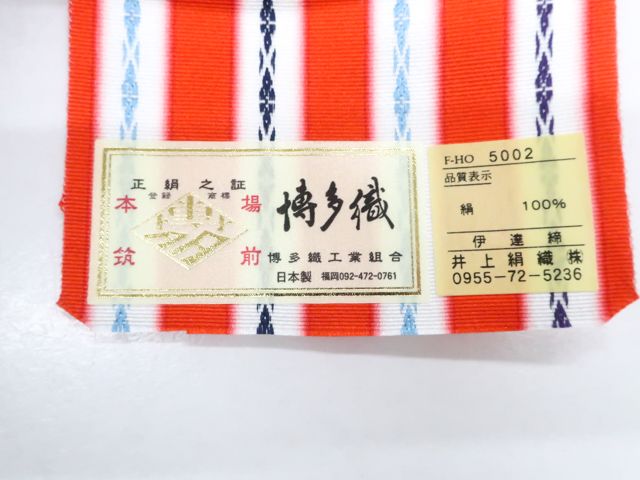 正絹之証
登録 商標
本場
筑前
博多織
博多織工業組合
日本製 福岡092-472-0761
F-HO 5002
品質表示
絹 100%
伊達締
井上絹織㈱
0955-72-5236